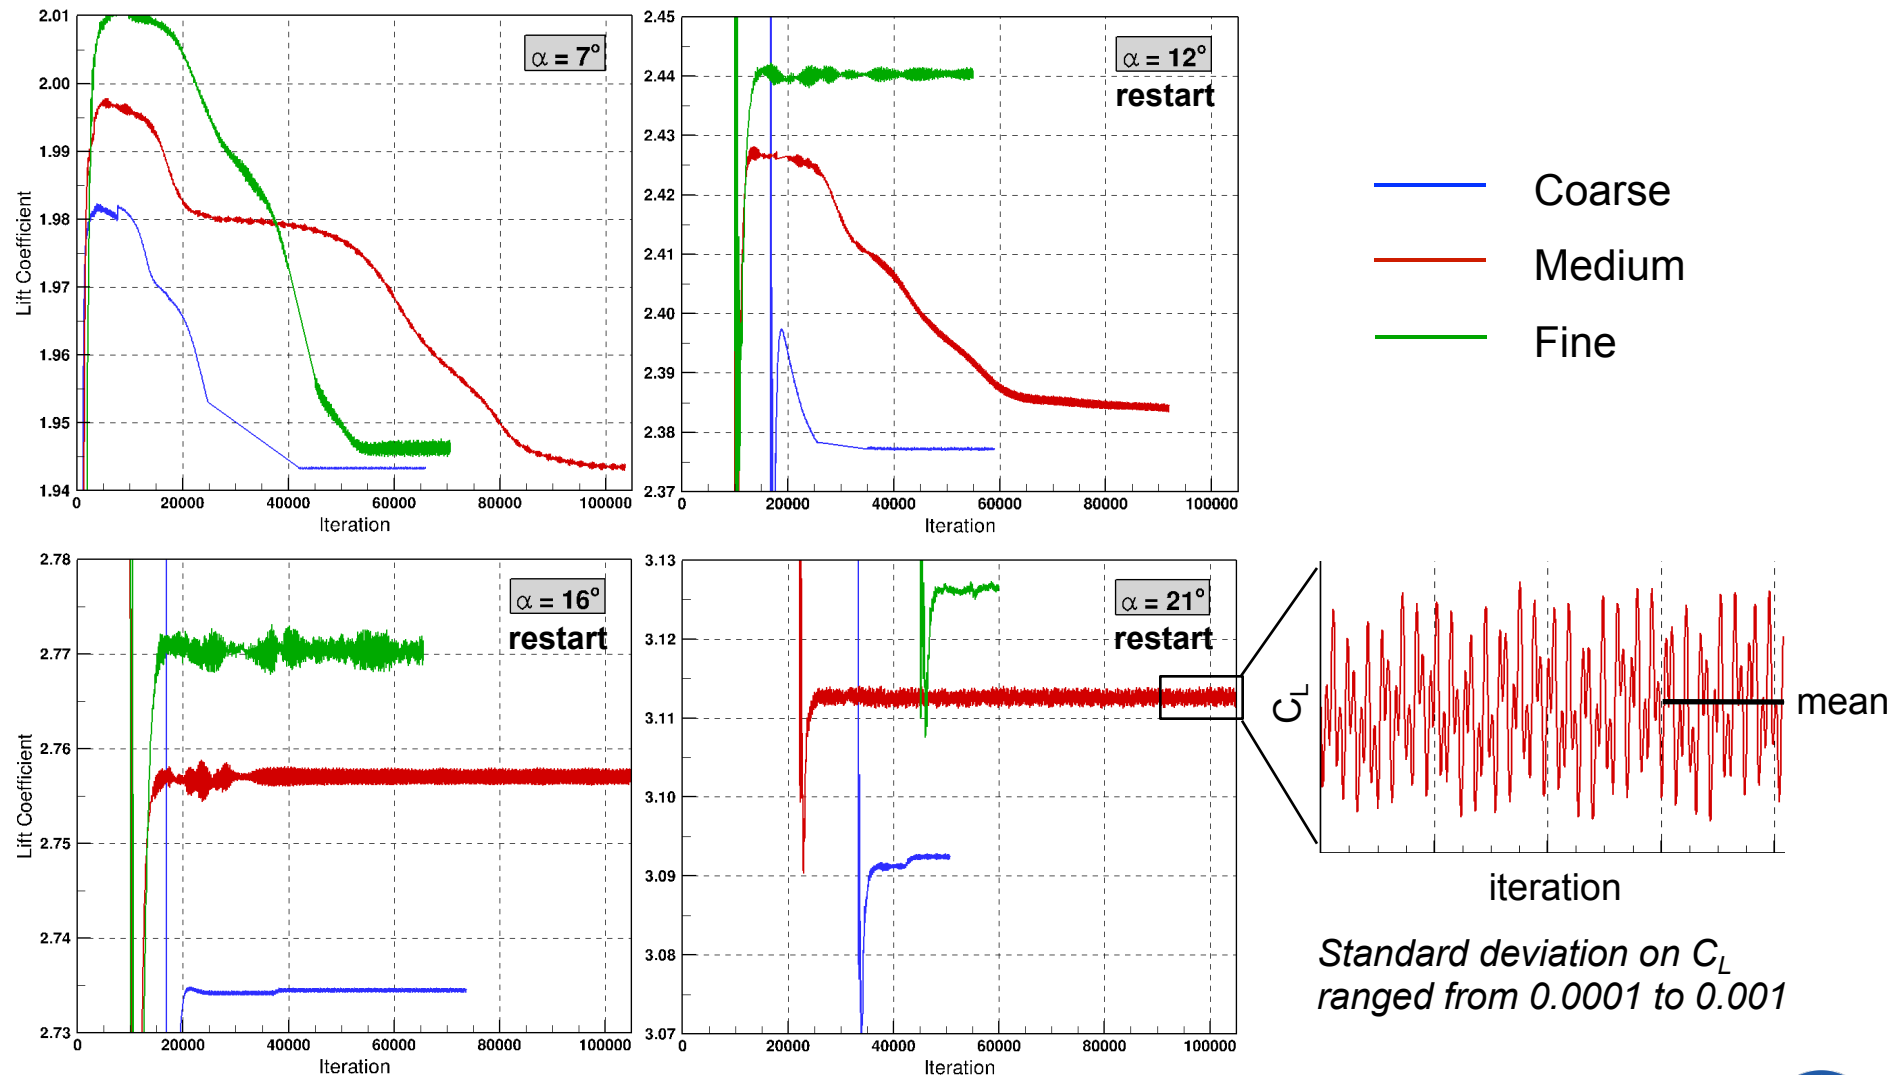 2.01
2.00
1.99
1.98
1.97
1.96
1.95
1.94
Lift Coefficient
α = 7°
0 20000 40000 60000 80000 100000
Iteration
2.45
2.44
2.43
2.42
2.41
2.40
2.39
2.38
2.37
α = 12°
restart
0 20000 40000 60000 80000 100000
Iteration
Coarse
Medium
Fine
2.78
2.77
2.76
2.75
2.74
2.73
Lift Coefficient
α = 16°
restart
0 20000 40000 60000 80000 100000
Iteration
3.13
3.12
3.11
3.10
3.09
3.08
3.07
α = 21°
restart
0 20000 40000 60000 80000 100000
Iteration
C_L
mean
iteration
Standard deviation on C_L
ranged from 0.0001 to 0.001